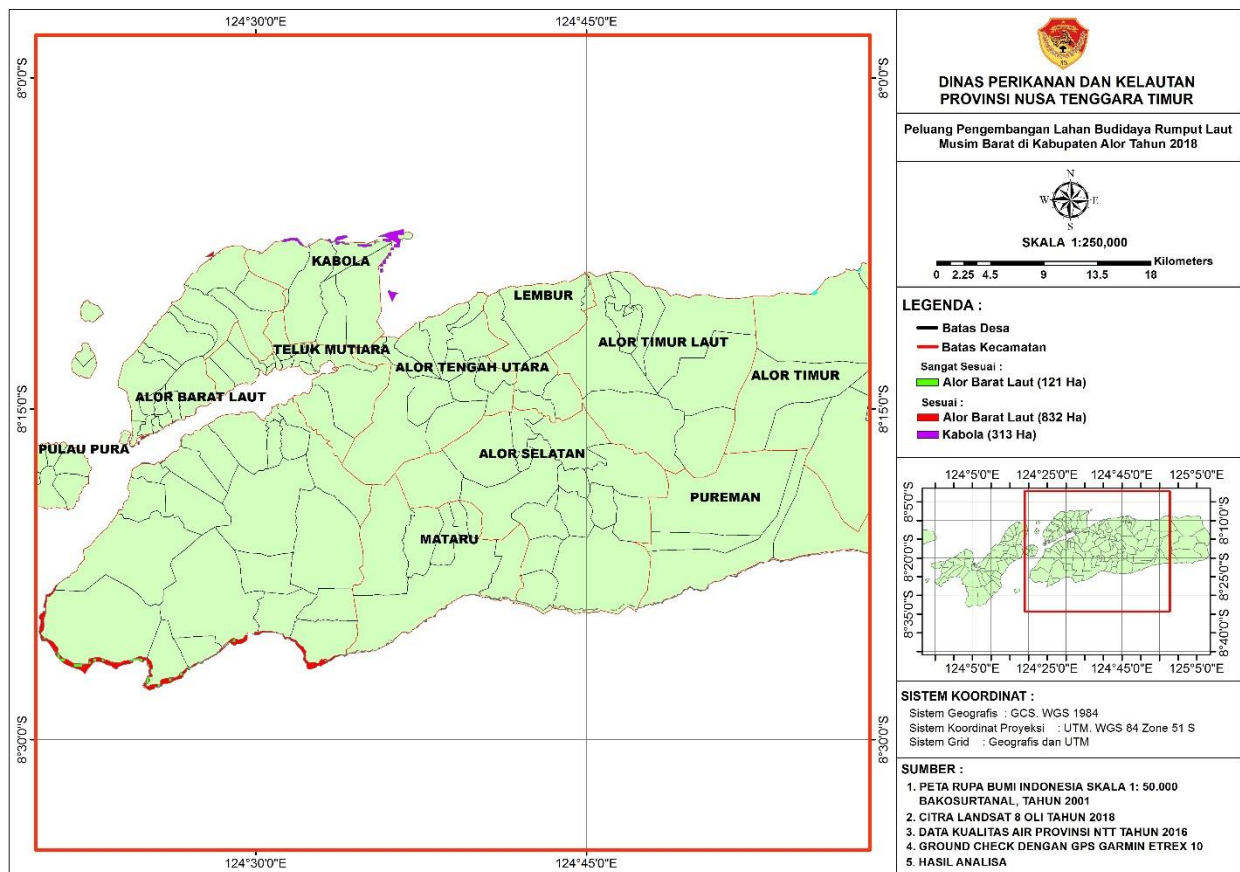 124°30'0"E 124°45'0"E
8°0'0"S 8°0'0"S
KABOLA
LEMBUR
TELUK MUTIARA
ALOR TIMUR LAUT
ALOR TENGAH UTARA
ALOR TIMUR
ALOR BARAT LAUT
8°15'0"S 8°15'0"S
PULAU PURA
ALOR SELATAN
PUREMAN
MATARU
8°30'0"S 8°30'0"S
124°30'0"E 124°45'0"E
DINAS PERIKANAN DAN KELAUTAN
PROVINSI NUSA TENGGARA TIMUR
Peluang Pengembangan Lahan Budidaya Rumput Laut
Musim Barat di Kabupaten Alor Tahun 2018
N
W E
S
SKALA 1:250,000
Kilometers
0 2.25 4.5 9 13.5 18
LEGENDA :
Batas Desa
Batas Kecamatan
Sangat Sesuai :
Alor Barat Laut (121 Ha)
Sesuai :
Alor Barat Laut (832 Ha)
Kabola (313 Ha)
124°5'0"E 124°25'0"E 124°45'0"E 125°5'0"E
8°5'0"S 8°10'0"S
8°20'0"S 8°25'0"S
8°35'0"S 8°40'0"S
124°5'0"E 124°25'0"E 124°45'0"E 125°5'0"E
SISTEM KOORDINAT :
Sistem Geografis : GCS. WGS 1984
Sistem Koordinat Proyeksi : UTM. WGS 84 Zone 51 S
Sistem Grid : Geografis dan UTM
SUMBER :
1. PETA RUPA BUMI INDONESIA SKALA 1: 50.000
BAKOSURTANAL, TAHUN 2001
2. CITRA LANDSAT 8 OLI TAHUN 2018
3. DATA KUALITAS AIR PROVINSI NTT TAHUN 2016
4. GROUND CHECK DENGAN GPS GARMIN ETREX 10
5. HASIL ANALISA